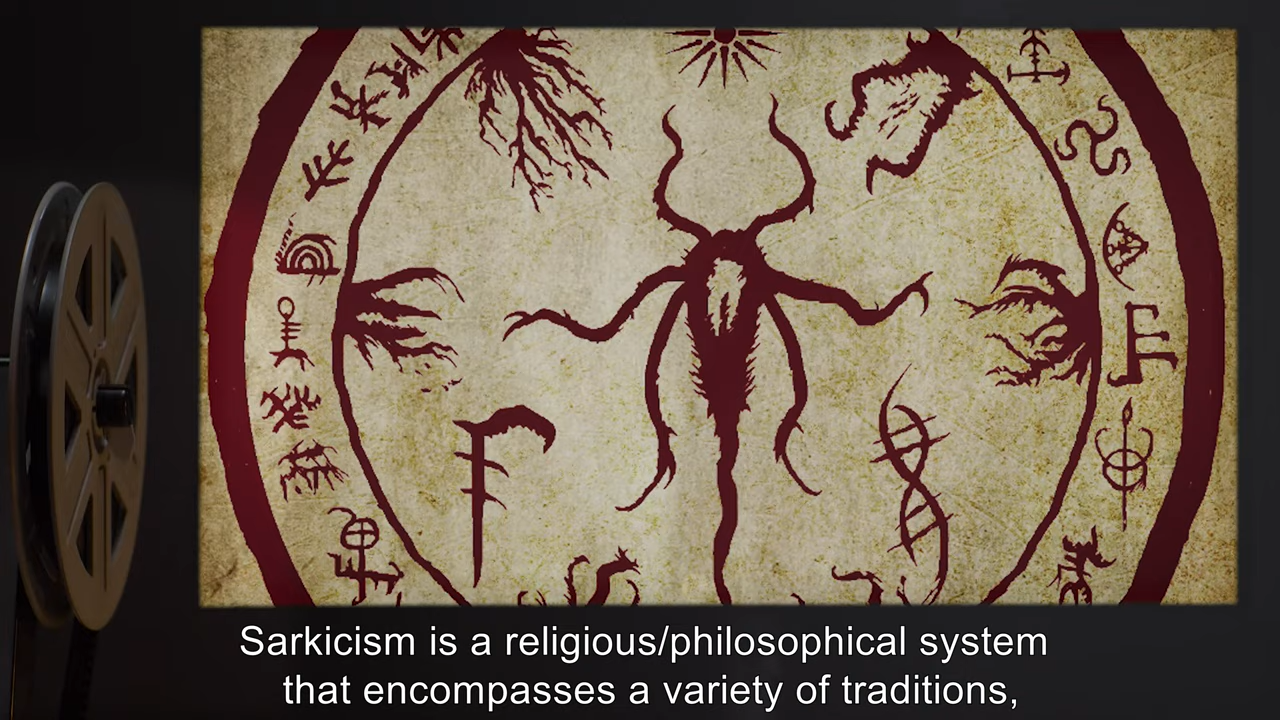 Sarkicism is a religious/philosophical system
that encompasses a variety of traditions,